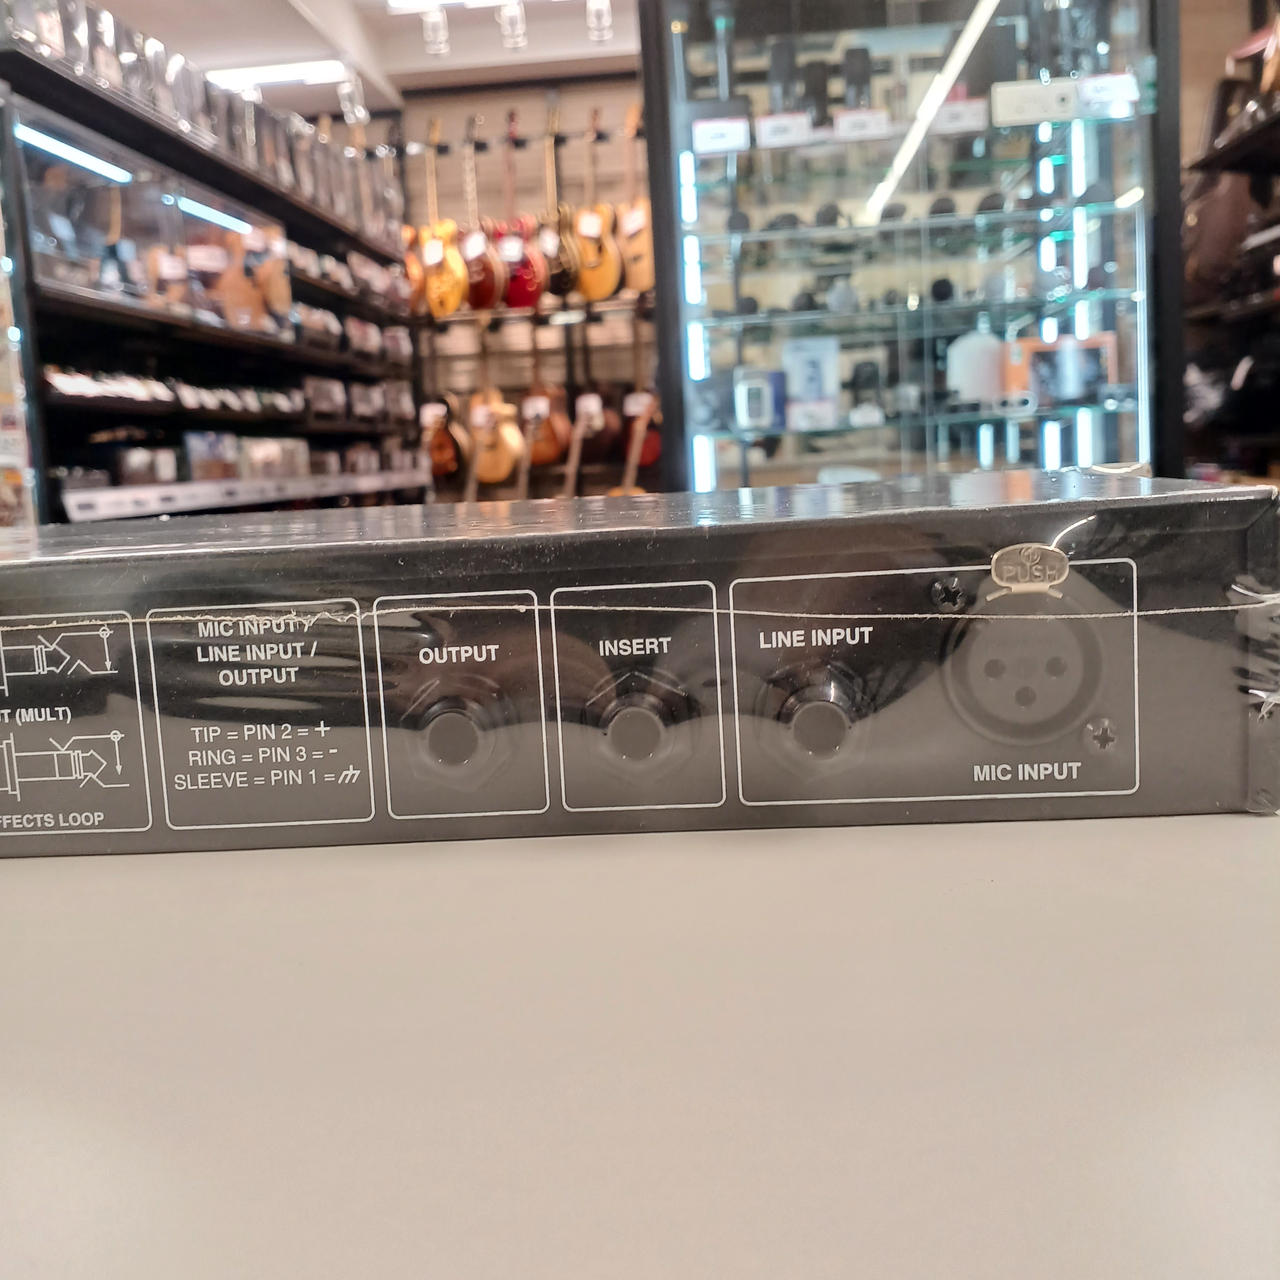 T (MULT)
FFECTS LOOP
MIC INPUT /
LINE INPUT /
OUTPUT
TIP = PIN 2 = +
RING = PIN 3 = -
SLEEVE = PIN 1 =
OUTPUT
INSERT
LINE INPUT
PUSH
MIC INPUT